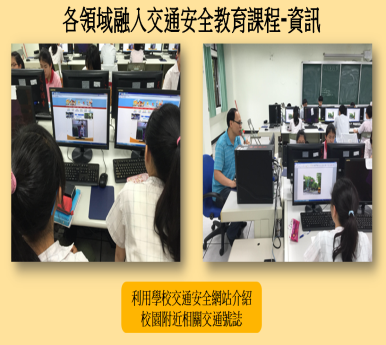 各領域融入交通安全教育課程-資訊
利用學校交通安全網站介紹
校園附近相關交通號誌